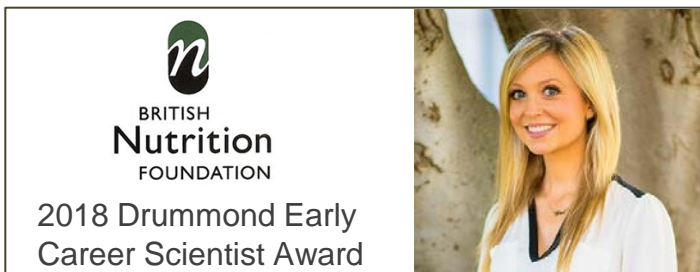 n
BRITISH
Nutrition
FOUNDATION
2018 Drummond Early
Career Scientist Award